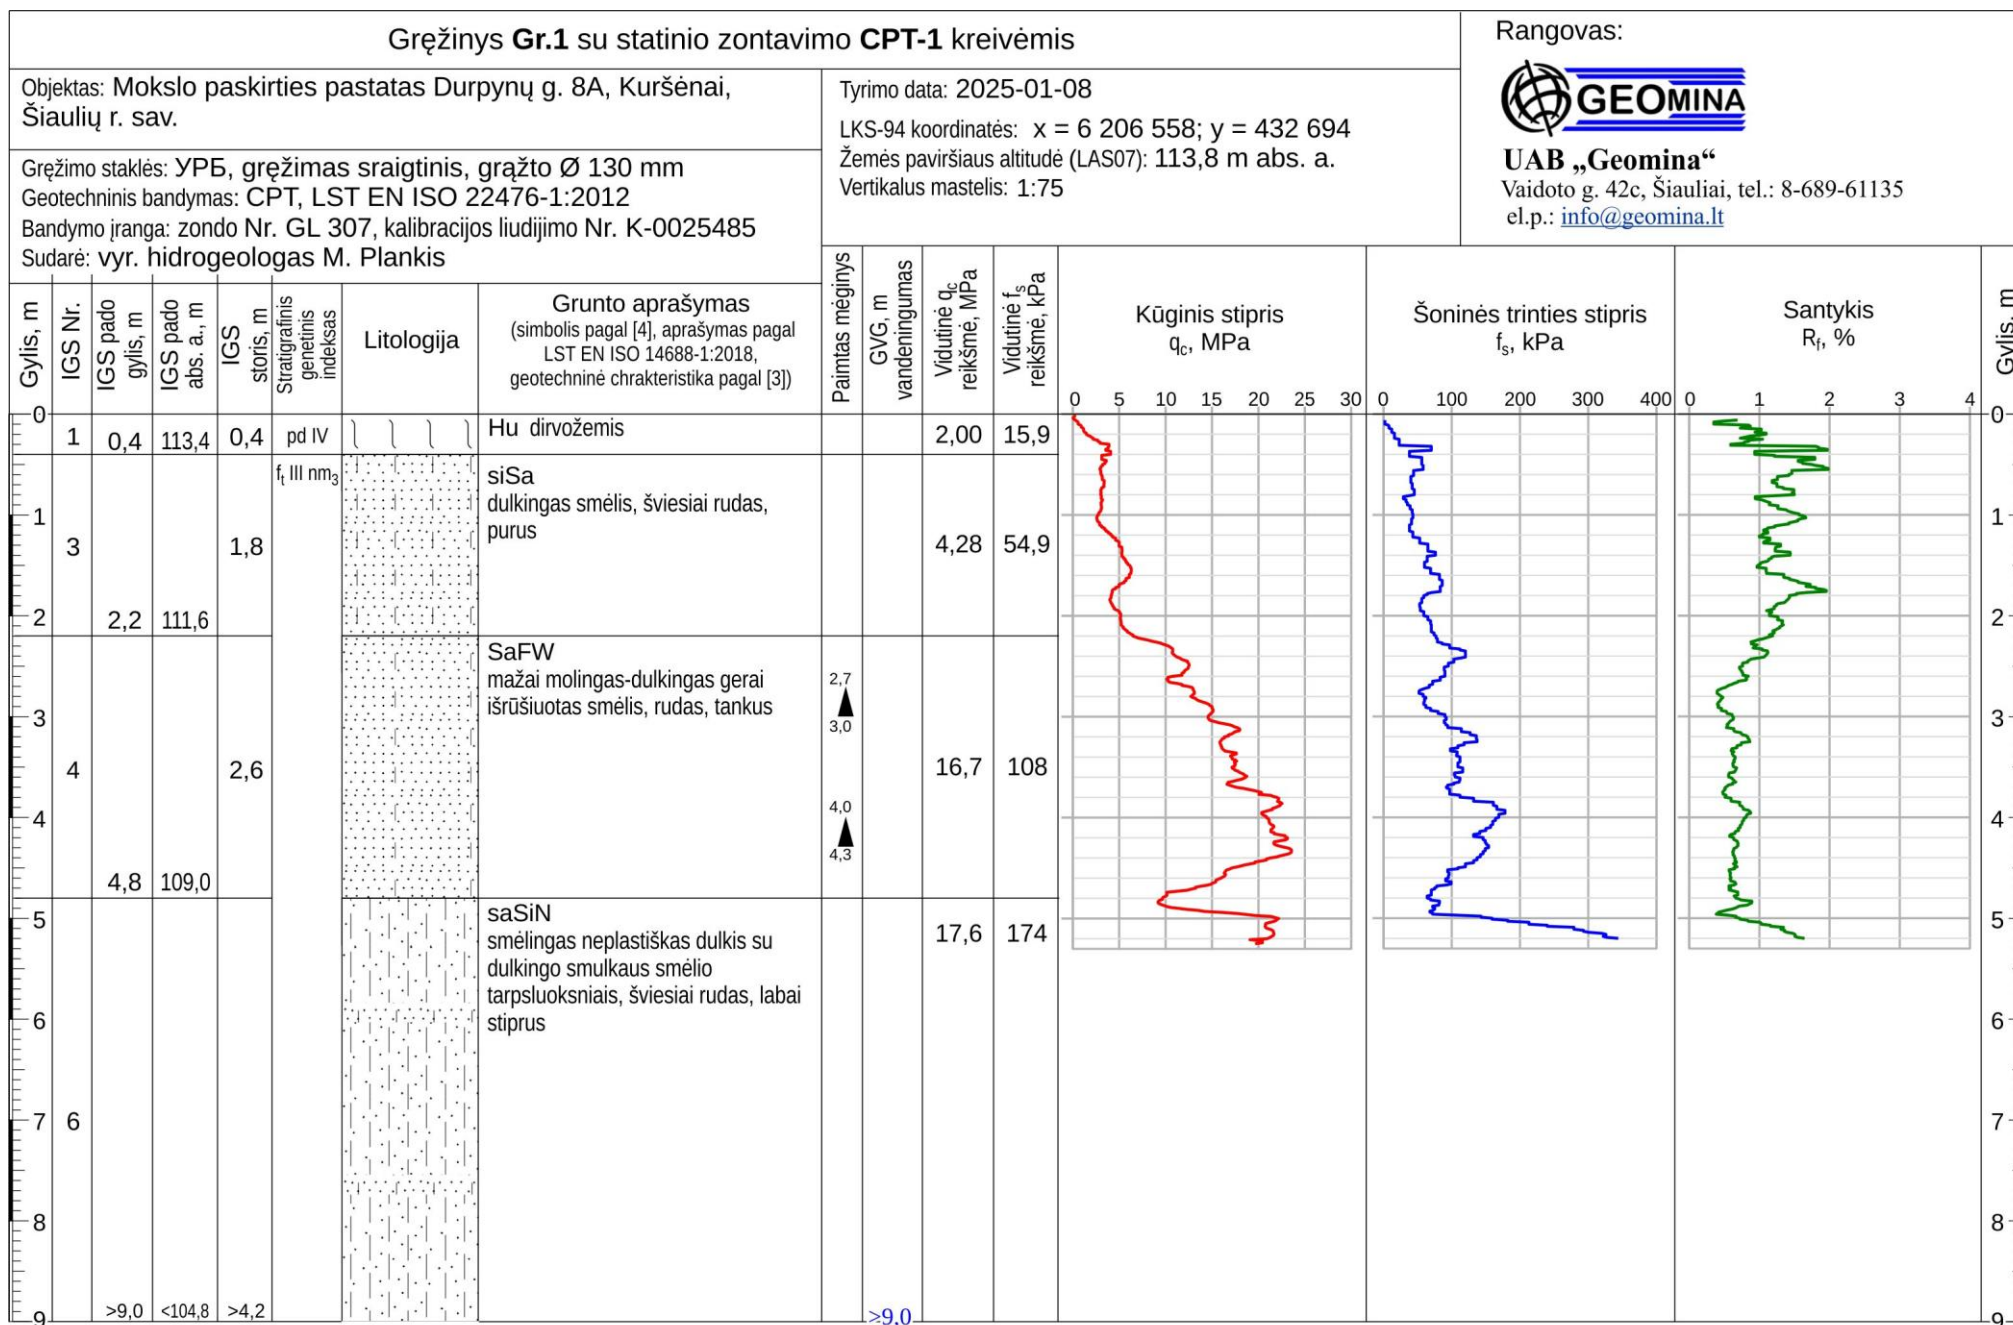 Gręžinys Gr.1 su statinio zontavimo CPT-1 kreivėmis
Rangovas:
GEOMINA
UAB „Geomina“
Vaidoto g. 42c, Šiauliai, tel.: 8-689-61135
el.p.: info@geomina.lt
Objektas: Mokslo paskirties pastatas Durpynų g. 8A, Kuršėnai,
Šiaulių r. sav.
Tyrimo data: 2025-01-08
LKS-94 koordinatės: x = 6 206 558; y = 432 694
Žemės paviršiaus altitudė (LAS07): 113,8 m abs. a.
Vertikalus mastelis: 1:75
Gręžimo staklės: УРБ, gręžimas sraigtinis, grąžto Ø 130 mm
Geotechninis bandymas: CPT, LST EN ISO 22476-1:2012
Bandymo įranga: zondo Nr. GL 307, kalibracijos liudijimo Nr. K-0025485
Sudarė: vyr. hidrogeologas M. Plankis
Gylis, m
IGS Nr.
IGS pado
gylis, m
IGS pado
abs. a., m
IGS
storis, m
Stratigrafinis
genetinis
indeksas
Litologija
Grunto aprašymas
(simbolis pagal [4], aprašymas pagal
LST EN ISO 14688-1:2018,
geotechninė chrakteristika pagal [3])
Paimtas mėginys
GVG, m
vandeningumas
Vidutinė qc
reikšmė, MPa
Vidutinė fs
reikšmė, kPa
Kūginis stipris
qc, MPa
Šoninės trinties stipris
fs, kPa
Santykis
Rf, %
Gylis, m
0 5 10 15 20 25 30
0 100 200 300 400
0 1 2 3 4
0
1 0,4 113,4 0,4 pd IV
Hu dirvožemis
2,00 15,9
0
ft III nm3
siSa
dulkingas smėlis, šviesiai rudas,
purus
1
3
1,8
4,28 54,9
1
2
2,2 111,6
2
SaFW
mažai molingas-dulkingas gerai
išrūšiuotas smėlis, rudas, tankus
2,7
3,0
3
3
4
2,6
16,7 108
4,0
4,3
4
4
4,8 109,0
saSiN
smėlingas neplastiškas dulkis su
dulkingo smulkaus smėlio
tarpsluoksniais, šviesiai rudas, labai
stiprus
17,6 174
5
5
6
6
7
6
7
8
8
9
>9,0 <104,8 >4,2
>9,0
9